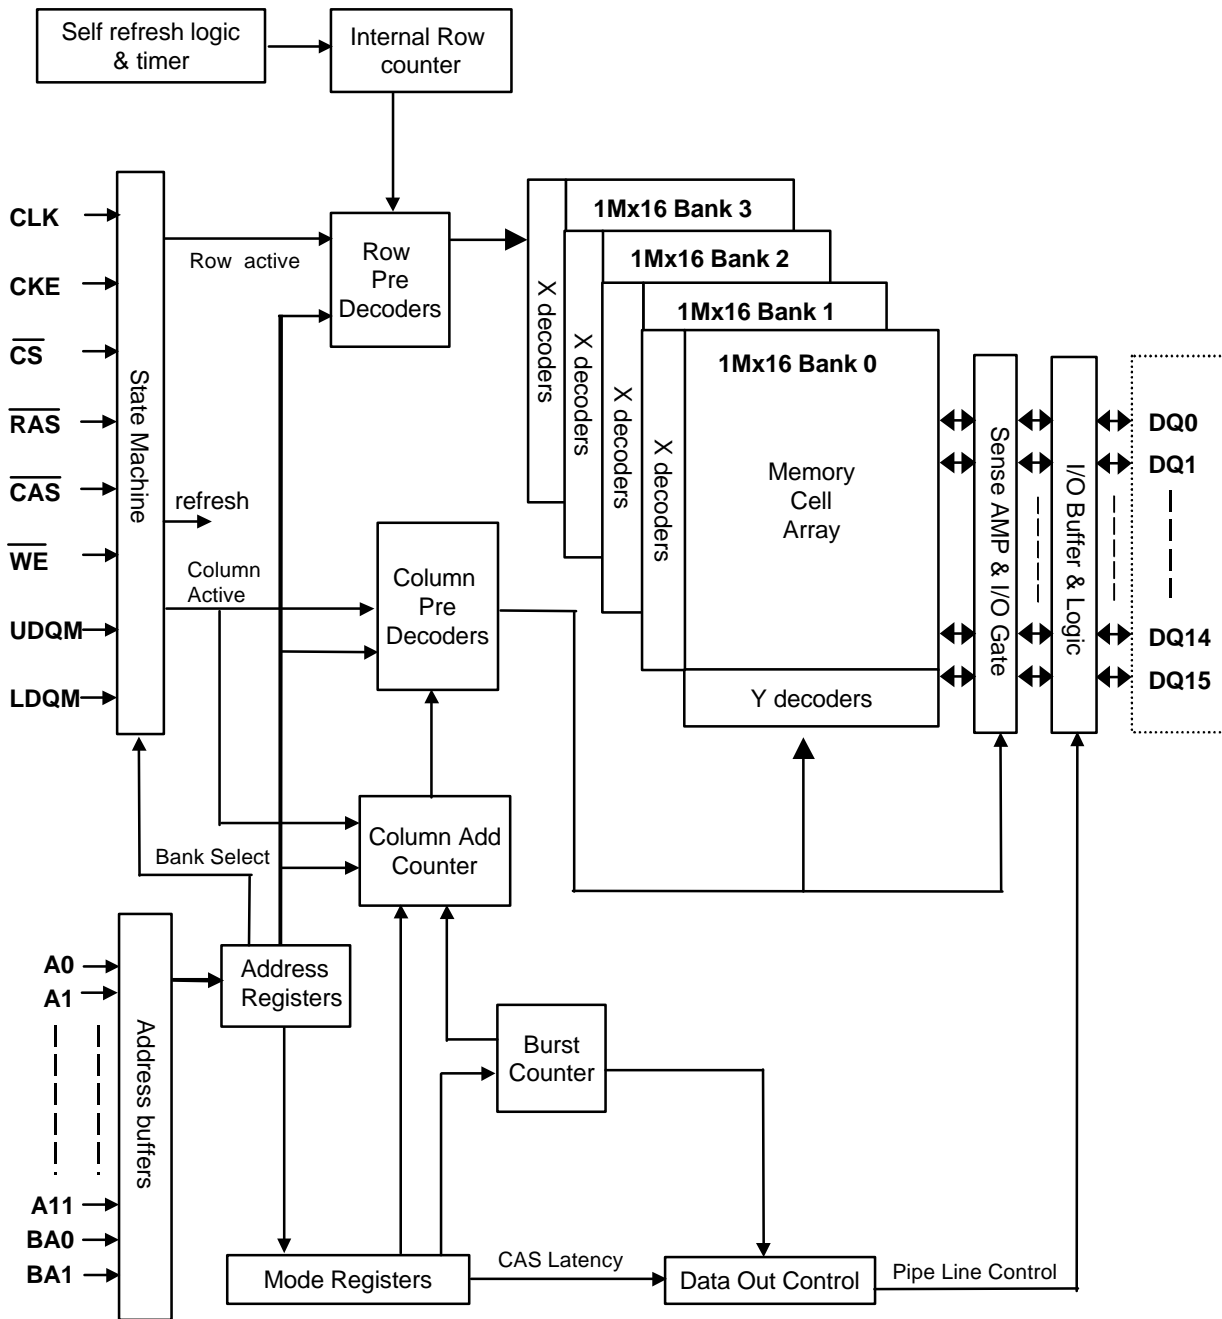 Self refresh logic
& timer
Internal Row
counter
CLK
CKE
CS
RAS
CAS
WE
UDQM
LDQM
State Machine
Row active
refresh
Column
Active
Bank Select
Row
Pre
Decoders
Column
Pre
Decoders
Column Add
Counter
X decoders
X decoders
X decoders
X decoders
1Mx16 Bank 3
1Mx16 Bank 2
1Mx16 Bank 1
1Mx16 Bank 0
Memory
Cell
Array
Y decoders
Sense AMP & I/O Gate
I/O Buffer & Logic
DQ0
DQ1
DQ14
DQ15
A0
A1
A11
BA0
BA1
Address buffers
Address
Registers
Burst
Counter
Mode Registers
CAS Latency
Data Out Control
Pipe Line Control